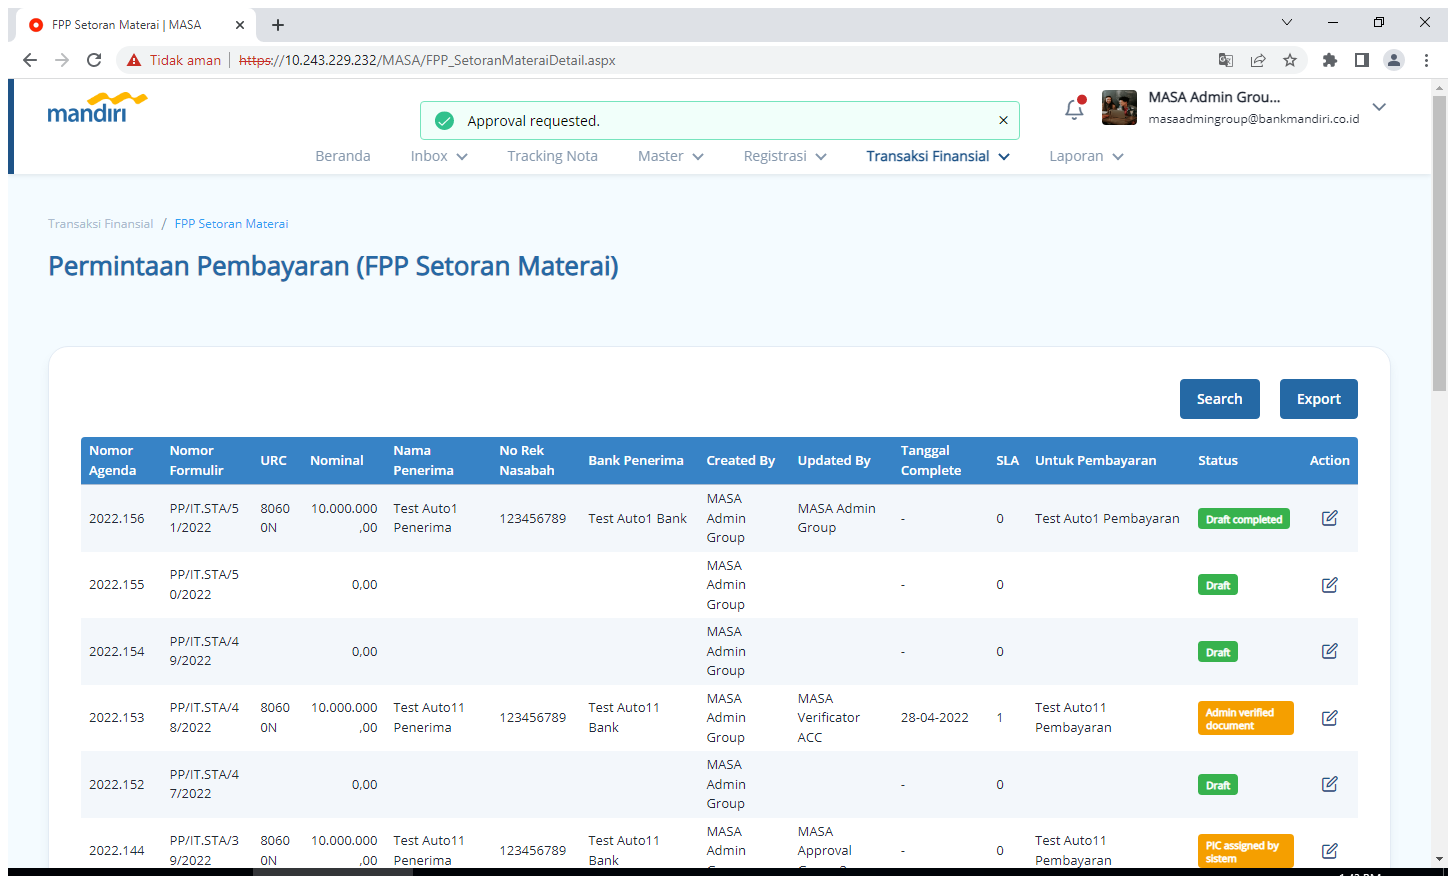 FPP Setoran Materai | MASA
Tidak aman https://10.243.229.232/MASA/FPP_SetoranMateraiDetail.aspx
mandiri
Approval requested.
MASA Admin Grou...
masaadmingroup@bankmandiri.co.id
Beranda Inbox Tracking Nota Master Registrasi Transaksi Finansial Laporan
Transaksi Finansial / FPP Setoran Materai
Permintaan Pembayaran (FPP Setoran Materai)
Search Export
Nomor Agenda Nomor Formulir URC Nominal Nama Penerima No Rek Nasabah Bank Penerima Created By Updated By Tanggal Complete SLA Untuk Pembayaran Status Action
2022.156 PP/IT.STA/51/2022 80600N 10.000.000,00 Test Auto1 Penerima 123456789 Test Auto1 Bank MASA Admin Group MASA Admin Group - 0 Test Auto1 Pembayaran Draft completed
2022.155 PP/IT.STA/50/2022 0,00 MASA Admin Group - 0 Draft
2022.154 PP/IT.STA/49/2022 0,00 MASA Admin Group - 0 Draft
2022.153 PP/IT.STA/48/2022 80600N 10.000.000,00 Test Auto11 Penerima 123456789 Test Auto11 Bank MASA Admin Group MASA Verificator ACC 28-04-2022 1 Test Auto11 Pembayaran Admin verified document
2022.152 PP/IT.STA/47/2022 0,00 MASA Admin Group - 0 Draft
2022.144 PP/IT.STA/39/2022 80600N 10.000.000,00 Test Auto11 Penerima 123456789 Test Auto11 Bank MASA Admin MASA Approval - 0 Test Auto11 Pembayaran PIC assigned by sistem